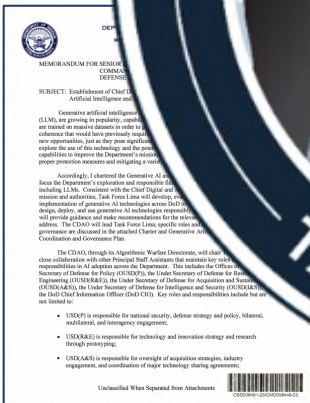 DEP
MEMORANDUM FOR SENIOR
COMMAN
DEFENSE
SUBJECT: Establishment of Chief D
Artificial Intelligence and
Generative artificial intelligence
(LLM), are growing in popularity, capab
are trained on massive datasets in order to
coherence that would have previously requir
new opportunities, just as they pose significan
explore the use of this technology and the poten
capabilities to improve the Department's mission
proper protection measures and mitigating a varie
Accordingly, I chartered the Generative AI an
focus the Department's exploration and responsible fiel
including LLMs. Consistent with the Chief Digital and
mission and authorities, Task Force Lima will develop, ev
implementation of generative AI technologies across DoD
design, deploy, and use generative AI technologies responsibly
will provide guidance and make recommendations for the relevan
address. The CDAO will lead Task Force Lima; specific roles and
governance are discussed in the attached Charter and Generative Arti
Coordination and Governance Plan.
The CDAO, through its Algorithmic Warfare Directorate, will chair
close collaboration with other Principal Staff Assistants that maintain key roles
responsibilities in AI adoption across the Department. This includes the Offices of
Secretary of Defense for Policy (OUSD(P)), the Under Secretary of Defense for Resea
Engineering (OUSD(R&E)), the Under Secretary of Defense for Acquisition and Sustain
(OUSD(A&S)), the Under Secretary of Defense for Intelligence and Security (OUSD(I&S)),
the DoD Chief Information Officer (DoD CIO). Key roles and responsibilities include but are
not limited to:
• USD(P) is responsible for national security, defense strategy and policy, bilateral,
multilateral, and interagency engagement;
• USD(R&E) is responsible for technology and innovation strategy and research
through prototyping;
• USD(A&S) is responsible for oversight of acquisition strategies, industry
engagement, and coordination of major technology sharing agreements;
Unclassified When Separated from Attachments